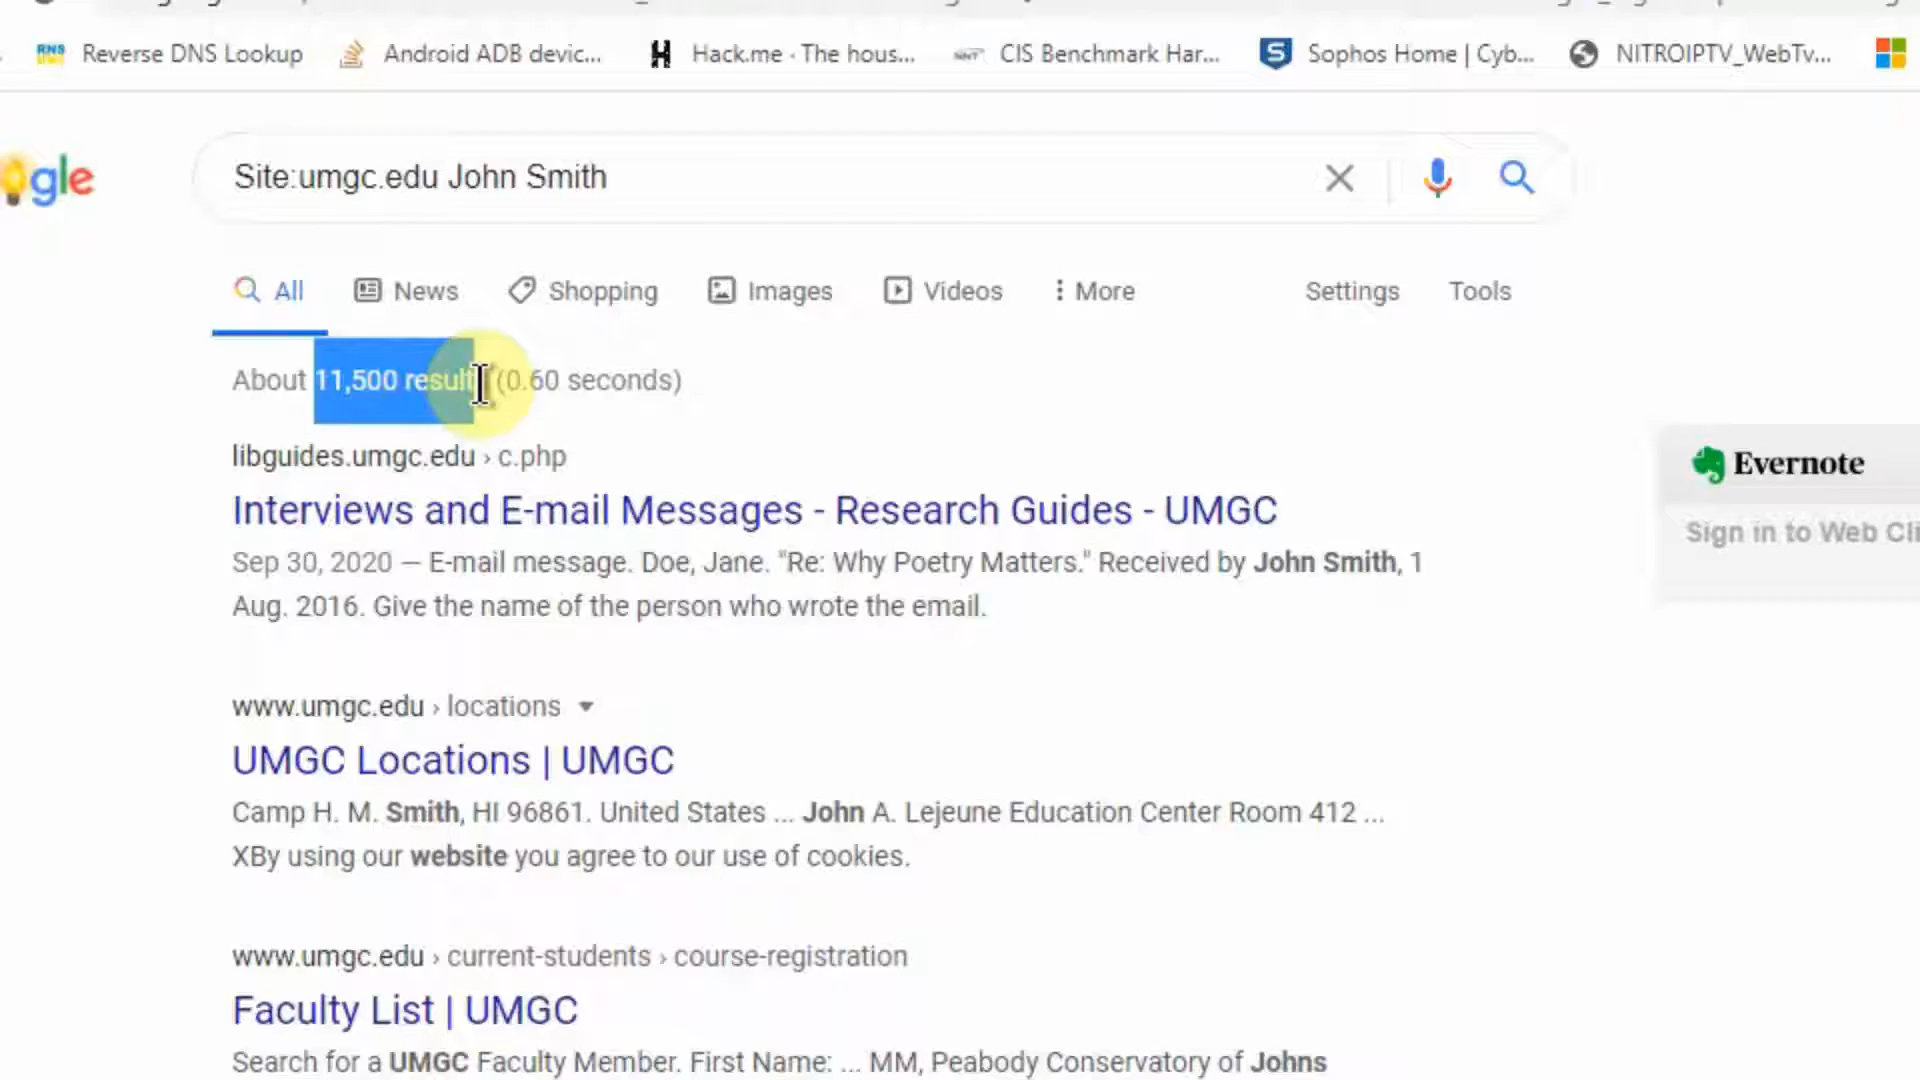 Reverse DNS Lookup
Android ADB devic...
Hack.me · The hous...
CIS Benchmark Har...
Sophos Home | Cyb...
NITROIPTV_WebTv...
gle
Site:umgc.edu John Smith
All
News
Shopping
Images
Videos
More
Settings
Tools
About 11,500 result (0.60 seconds)
libguides.umgc.edu › c.php
Interviews and E-mail Messages - Research Guides - UMGC
Sep 30, 2020 — E-mail message. Doe, Jane. "Re: Why Poetry Matters." Received by John Smith, 1
Aug. 2016. Give the name of the person who wrote the email.
Evernote
Sign in to Web Cli
www.umgc.edu › locations
UMGC Locations | UMGC
Camp H. M. Smith, HI 96861. United States ... John A. Lejeune Education Center Room 412 ...
XBy using our website you agree to our use of cookies.
www.umgc.edu › current-students › course-registration
Faculty List | UMGC
Search for a UMGC Faculty Member. First Name: ... MM, Peabody Conservatory of Johns